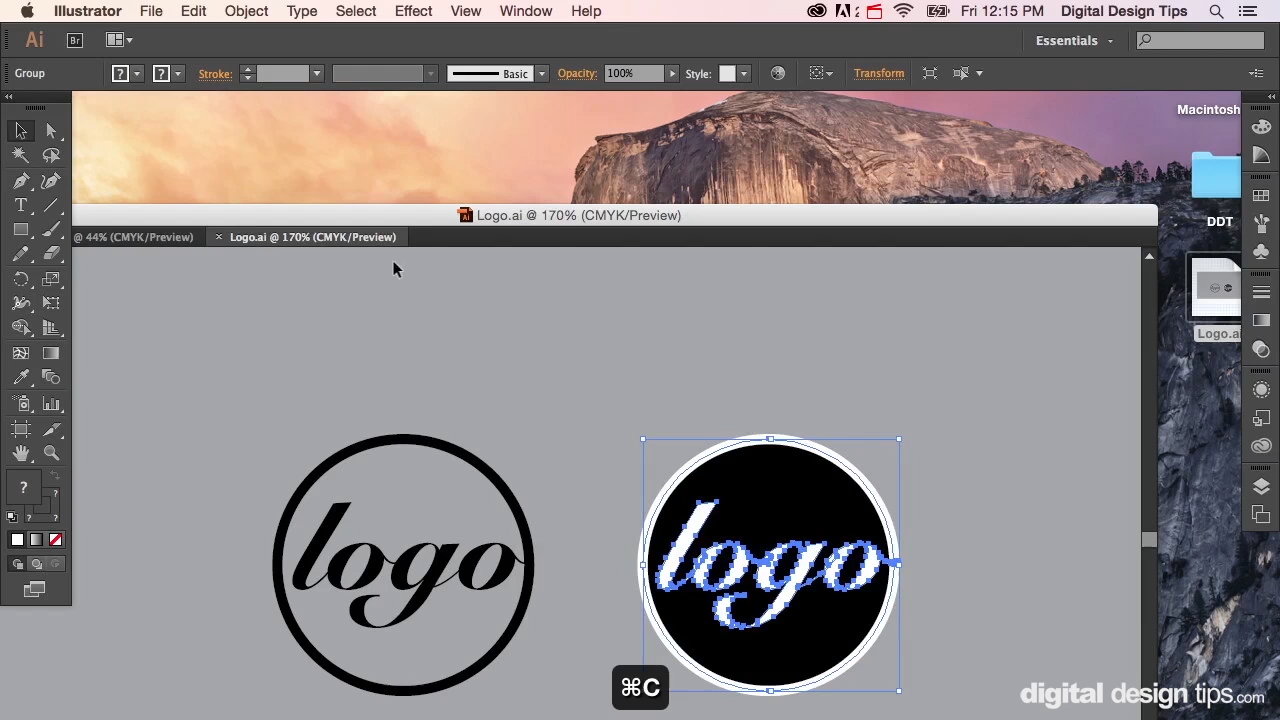 Illustrator File Edit Object Type Select Effect View Window Help Fri 12:15 PM Digital Design Tips
Ai Br Essentials
Group ? ? Stroke: Basic Opacity: 100% Style: Transform
Macintosh
DDT
Logo.ai @ 170% (CMYK/Preview)
@ 44% (CMYK/Preview) × Logo.ai @ 170% (CMYK/Preview)
Logo.ai
T
?
? ? ?
logo
logo
⌘C
digital design tips.com